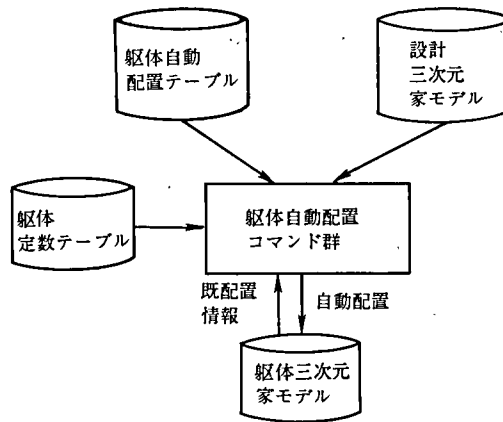 躯体自動
配置テーブル
設計
三次元
家モデル
躯体
定数テーブル
躯体自動配置
コマンド群
既配置
情報
自動配置
躯体三次元
家モデル